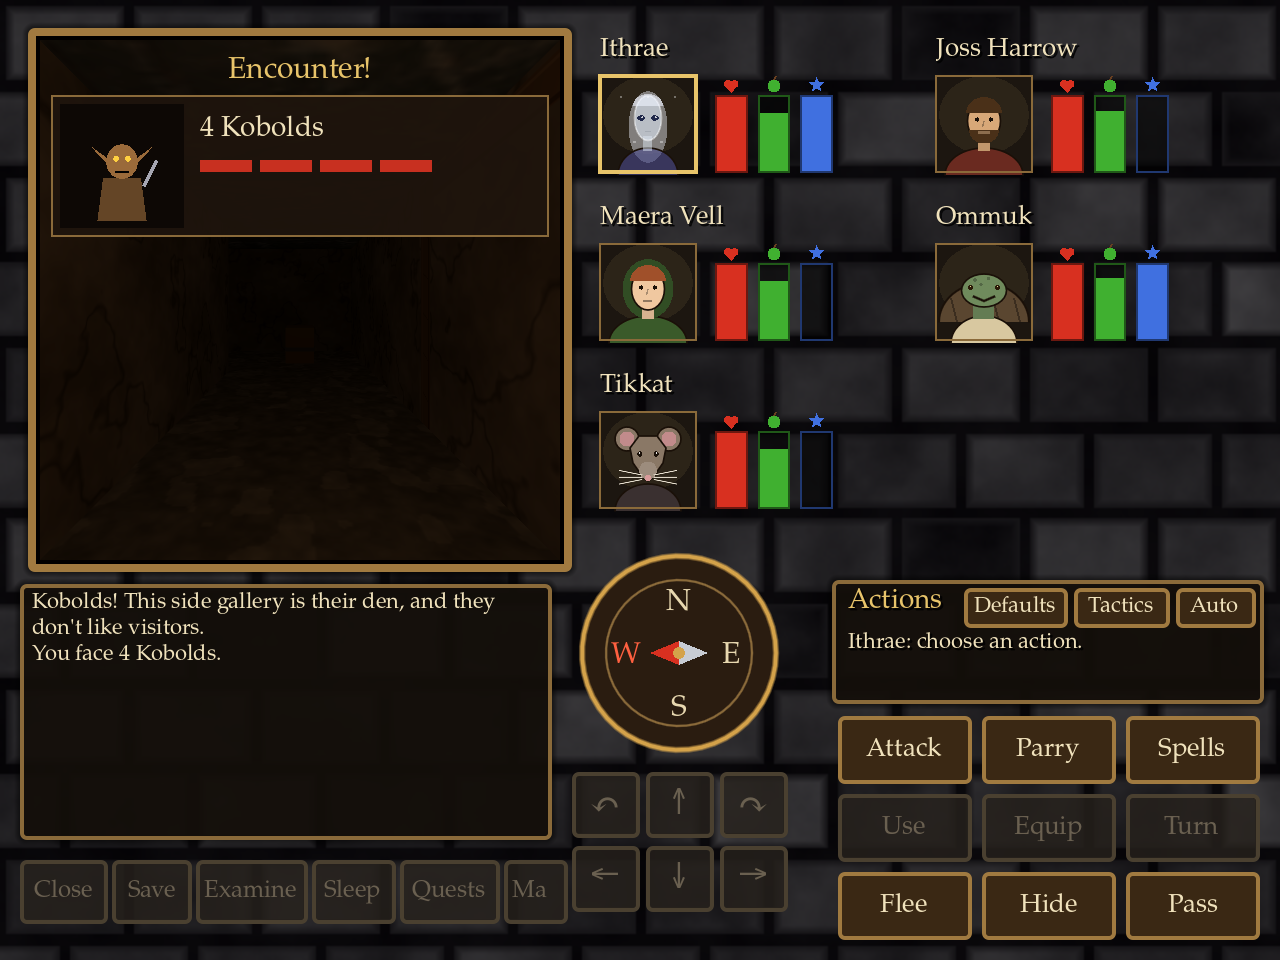 Encounter!
4 Kobolds
Ithrae
Joss Harrow
Maera Vell
Ommuk
Tikkat
Kobolds! This side gallery is their den, and they
don't like visitors.
You face 4 Kobolds.
N
W
E
S
Actions
Defaults
Tactics
Auto
Ithrae: choose an action.
Attack
Parry
Spells
Use
Equip
Turn
Flee
Hide
Pass
Close
Save
Examine
Sleep
Quests
Ma